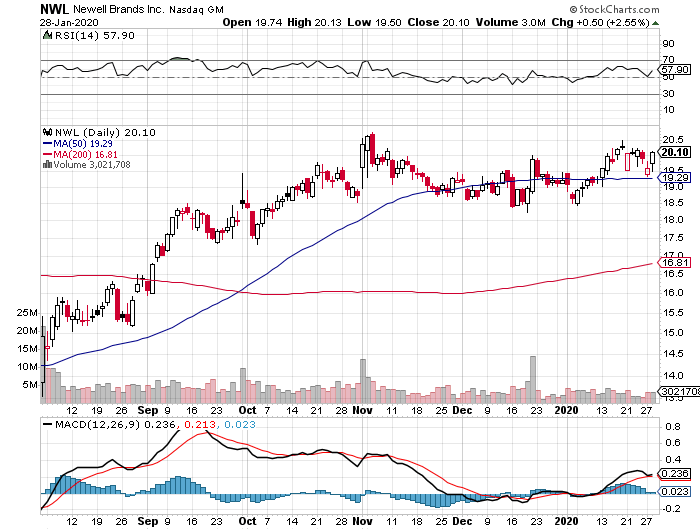 NWL Newell Brands Inc. Nasdaq GM © StockCharts.com
28-Jan-2020 Open 19.74 High 20.13 Low 19.50 Close 20.10 Volume 3.0M Chg +0.50 (+2.55%)
RSI(14) 57.90
90
70
57.90
50
30
10
NWL (Daily) 20.10
MA(50) 19.29
MA(200) 16.81
Volume 3,021,708
20.5
20.10
19.5
19.29
19.0
18.5
18.0
17.5
17.0
16.81
16.5
16.0
15.5
15.0
14.5
14.0
13.5
25M
20M
15M
10M
5M
3021708
12 19 26 Sep 9 16 23 Oct 7 14 21 28 Nov 11 18 25 Dec 9 16 23 2020 13 21 27
MACD(12,26,9) 0.236, 0.213, 0.023
0.8
0.6
0.4
0.236
0.023
-0.2
12 19 26 Sep 9 16 23 Oct 7 14 21 28 Nov 11 18 25 Dec 9 16 23 2020 13 21 27